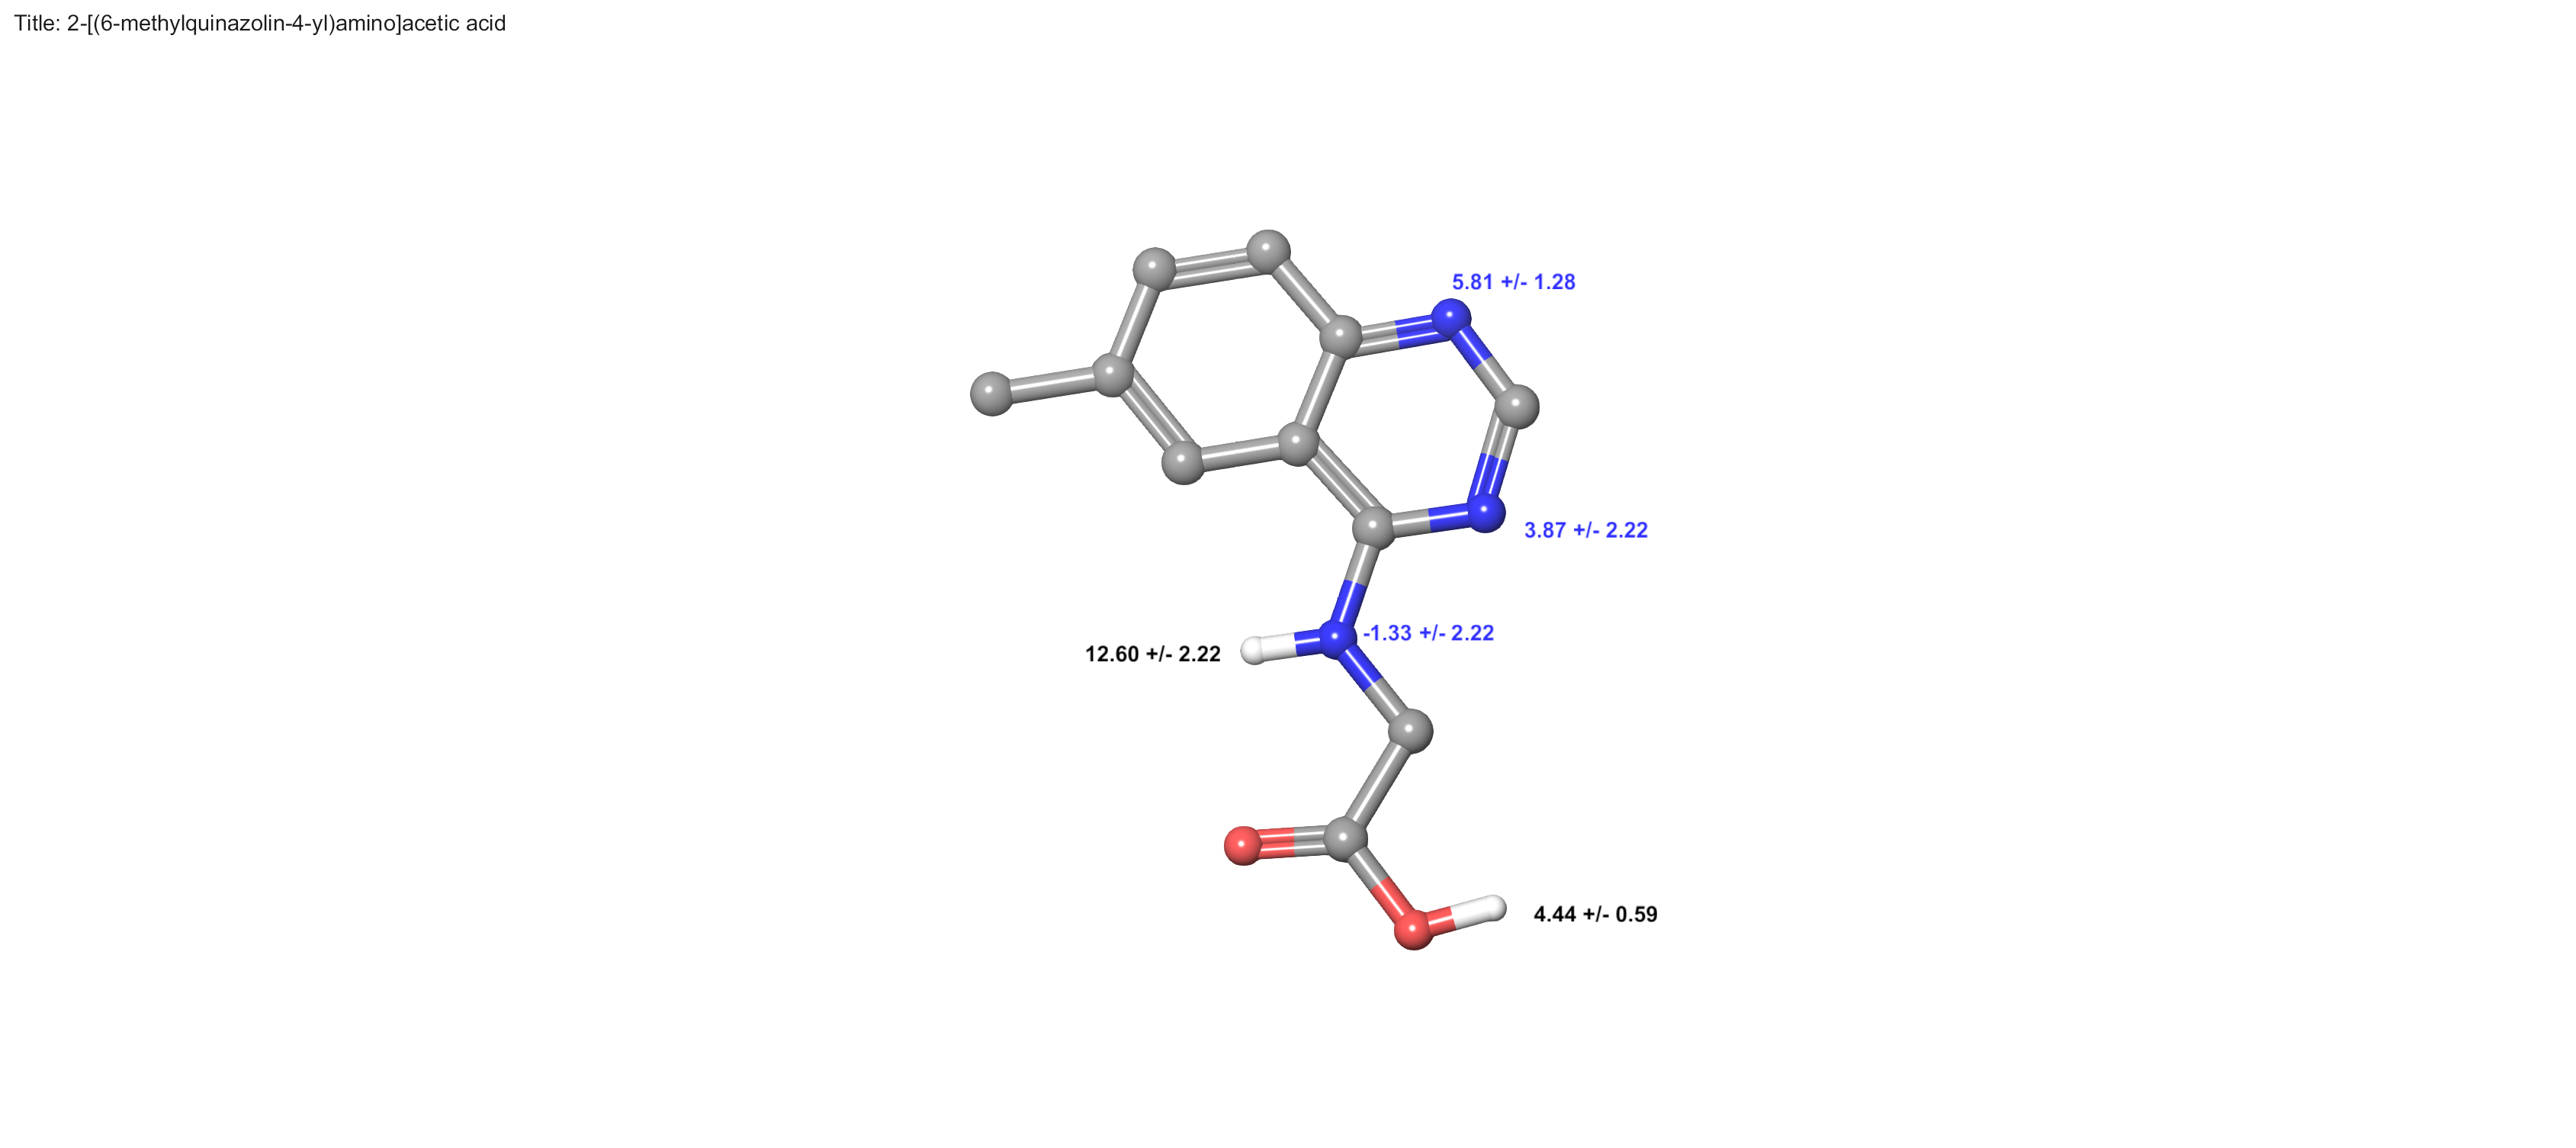 Title: 2-[(6-methylquinazolin-4-yl)amino]acetic acid
5.81 +/- 1.28
3.87 +/- 2.22
-1.33 +/- 2.22
12.60 +/- 2.22
4.44 +/- 0.59